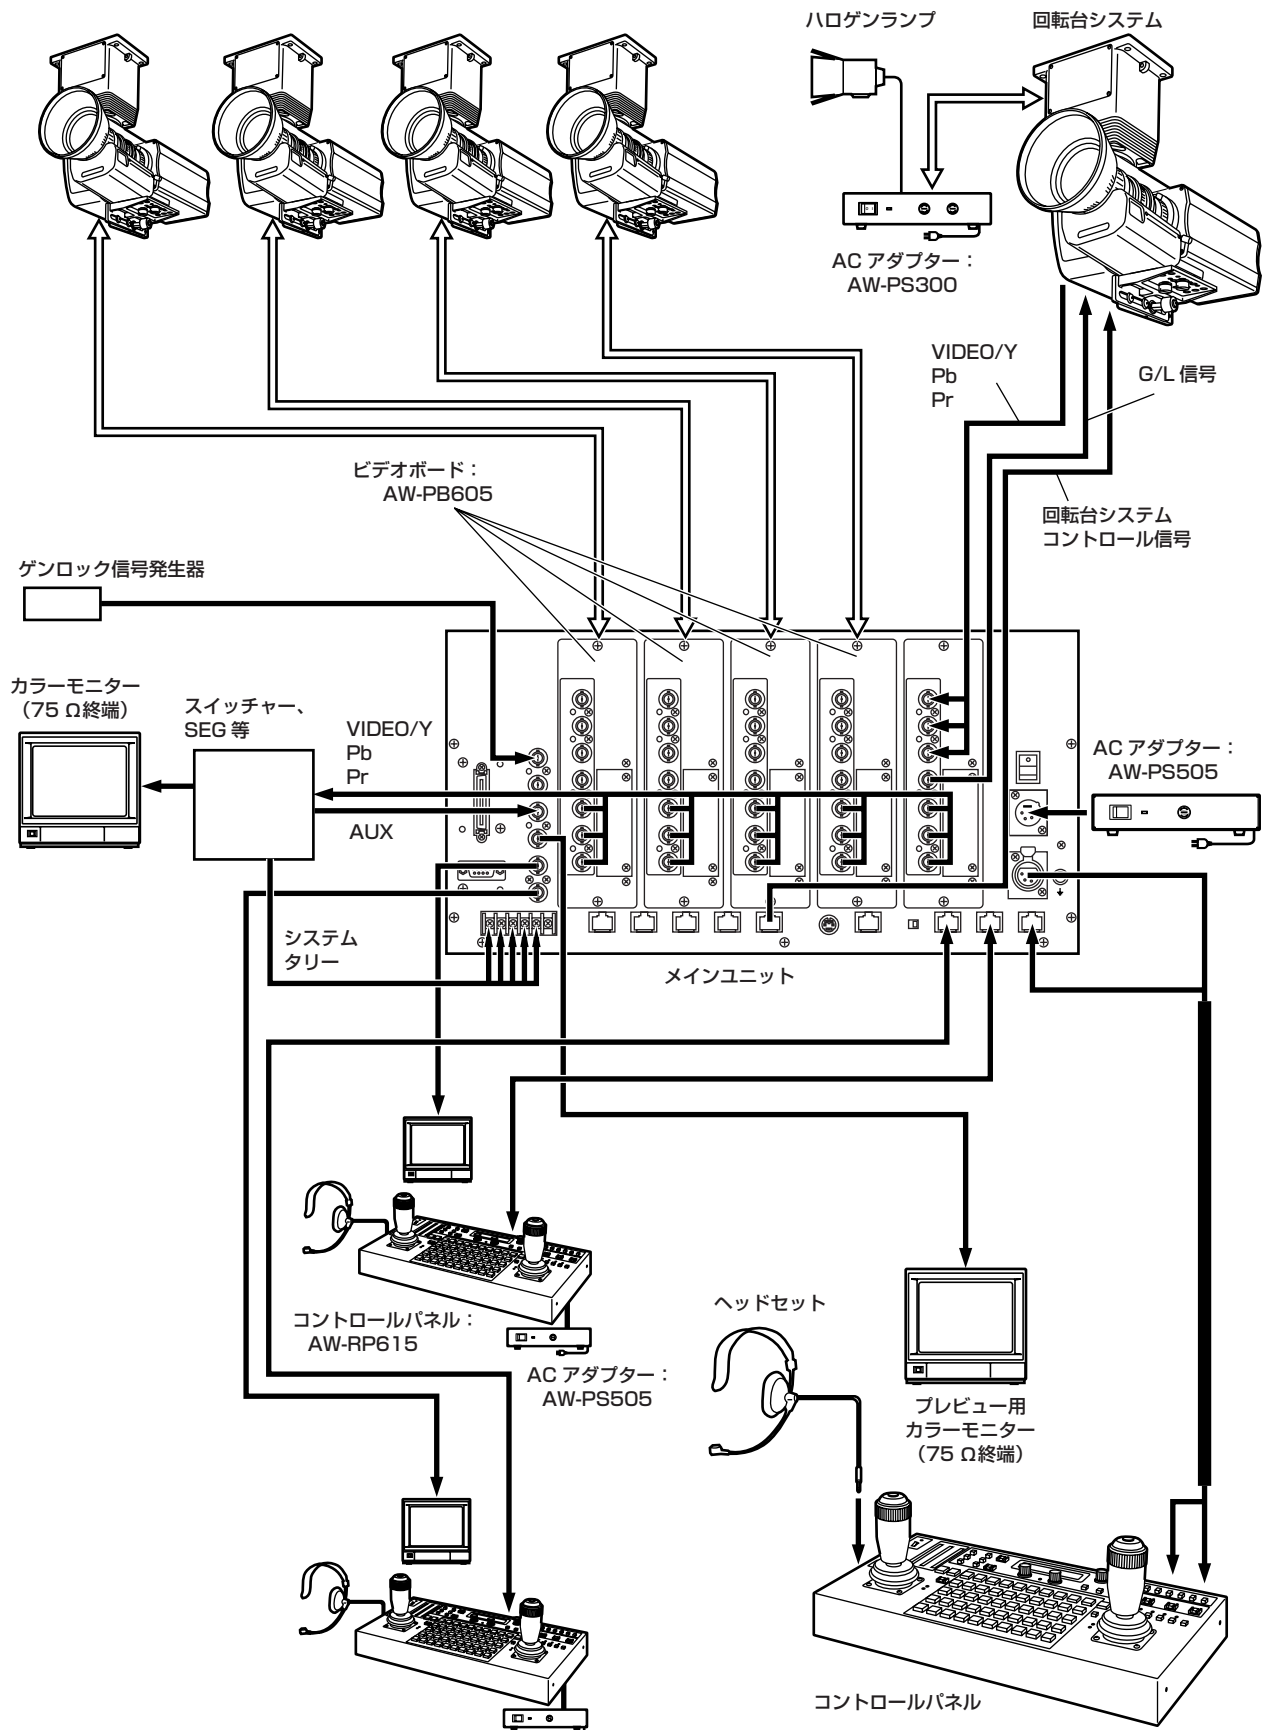 ハロゲンランプ
回転台システム
AC アダプター：
AW-PS300
VIDEO/Y
Pb
Pr
G/L 信号
ビデオボード：
AW-PB605
回転台システム
コントロール信号
ゲンロック信号発生器
カラーモニター
（75 Ω終端）
スイッチャー、
SEG 等
VIDEO/Y
Pb
Pr
AUX
AC アダプター：
AW-PS505
システム
タリー
メインユニット
コントロールパネル：
AW-RP615
AC アダプター：
AW-PS505
ヘッドセット
プレビュー用
カラーモニター
（75 Ω終端）
コントロールパネル